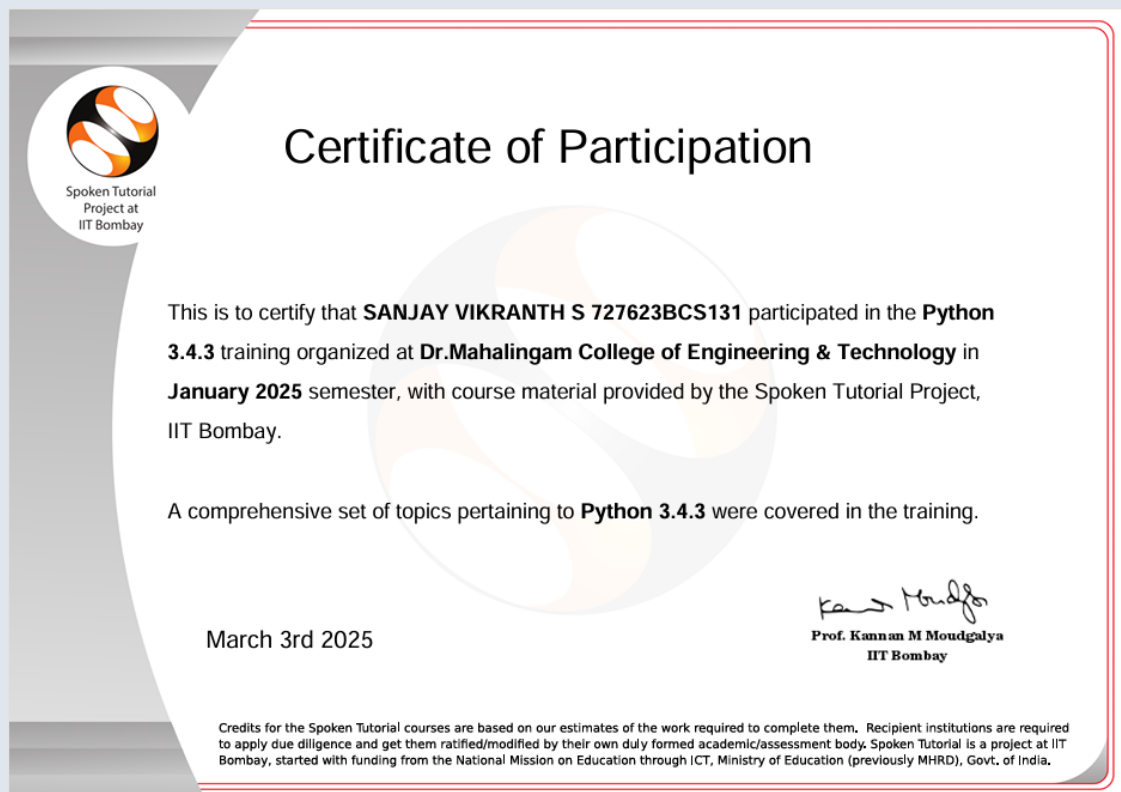 Spoken Tutorial
Project at
IIT Bombay
Certificate of Participation
This is to certify that SANJAY VIKRANTH S 727623BCS131 participated in the Python
3.4.3 training organized at Dr.Mahalingam College of Engineering & Technology in
January 2025 semester, with course material provided by the Spoken Tutorial Project,
IIT Bombay.
A comprehensive set of topics pertaining to Python 3.4.3 were covered in the training.
March 3rd 2025
Prof. Kannan M Moudgalya
IIT Bombay
Credits for the Spoken Tutorial courses are based on our estimates of the work required to complete them. Recipient institutions are required
to apply due diligence and get them ratified/modified by their own duly formed academic/assessment body. Spoken Tutorial is a project at IIT
Bombay, started with funding from the National Mission on Education through ICT, Ministry of Education (previously MHRD), Govt. of India.